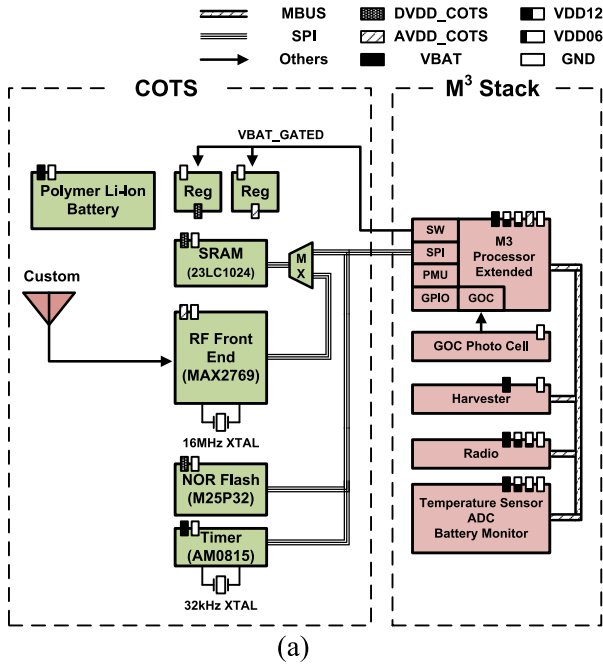 MBUS DVDD_COTS VDD12
SPI AVDD_COTS VDD06
Others VBAT GND
COTS
M³ Stack
VBAT_GATED
Polymer Li-Ion
Battery
Reg
Reg
SRAM
(23LC1024)
M
X
Custom
RF Front
End
(MAX2769)
16MHz XTAL
NOR Flash
(M25P32)
Timer
(AM0815)
32kHz XTAL
SW
SPI
PMU
GPIO
GOC
M3
Processor
Extended
GOC Photo Cell
Harvester
Radio
Temperature Sensor
ADC
Battery Monitor
(a)